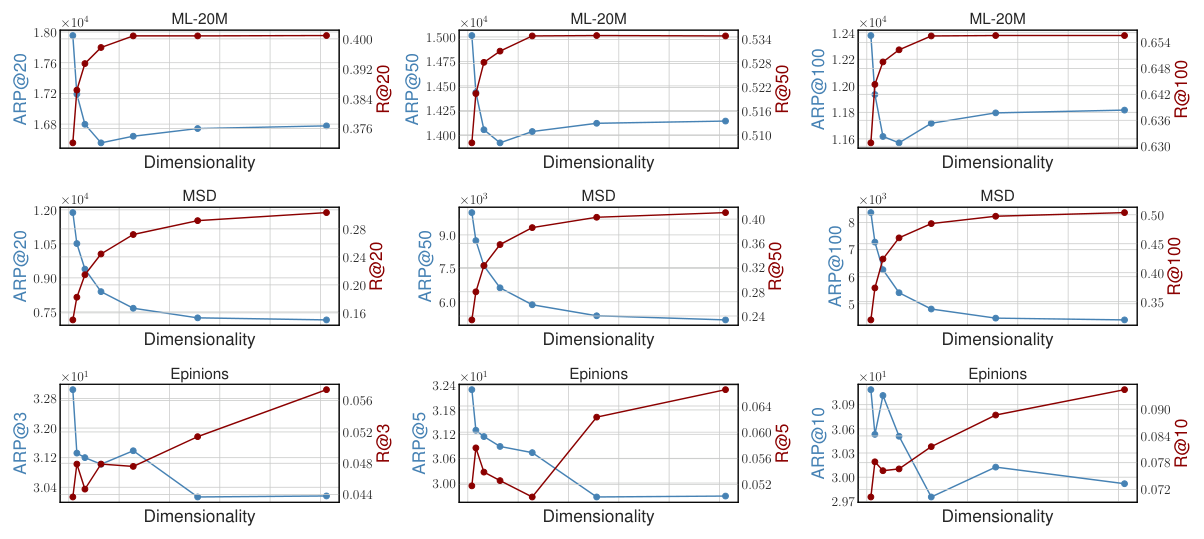 ML-20M
×10⁴
ARP@20
1.80
1.76
1.72
1.68
0.400
0.392
0.384
0.376
R@20
Dimensionality
ML-20M
×10⁴
ARP@50
1.500
1.475
1.450
1.425
1.400
0.534
0.528
0.522
0.516
0.510
R@50
Dimensionality
ML-20M
×10⁴
ARP@100
1.24
1.22
1.20
1.18
1.16
0.654
0.648
0.642
0.636
0.630
R@100
Dimensionality
MSD
×10⁴
ARP@20
1.20
1.05
0.90
0.75
0.28
0.24
0.20
0.16
R@20
Dimensionality
MSD
×10³
ARP@50
9.0
7.5
6.0
0.40
0.36
0.32
0.28
0.24
R@50
Dimensionality
MSD
×10³
ARP@100
8
7
6
5
0.50
0.45
0.40
0.35
R@100
Dimensionality
Epinions
×10¹
ARP@3
3.28
3.20
3.12
3.04
0.056
0.052
0.048
0.044
R@3
Dimensionality
Epinions
×10¹
ARP@5
3.24
3.18
3.12
3.06
3.00
0.064
0.060
0.056
0.052
R@5
Dimensionality
Epinions
×10¹
ARP@10
3.09
3.06
3.03
3.00
2.97
0.090
0.084
0.078
0.072
R@10
Dimensionality